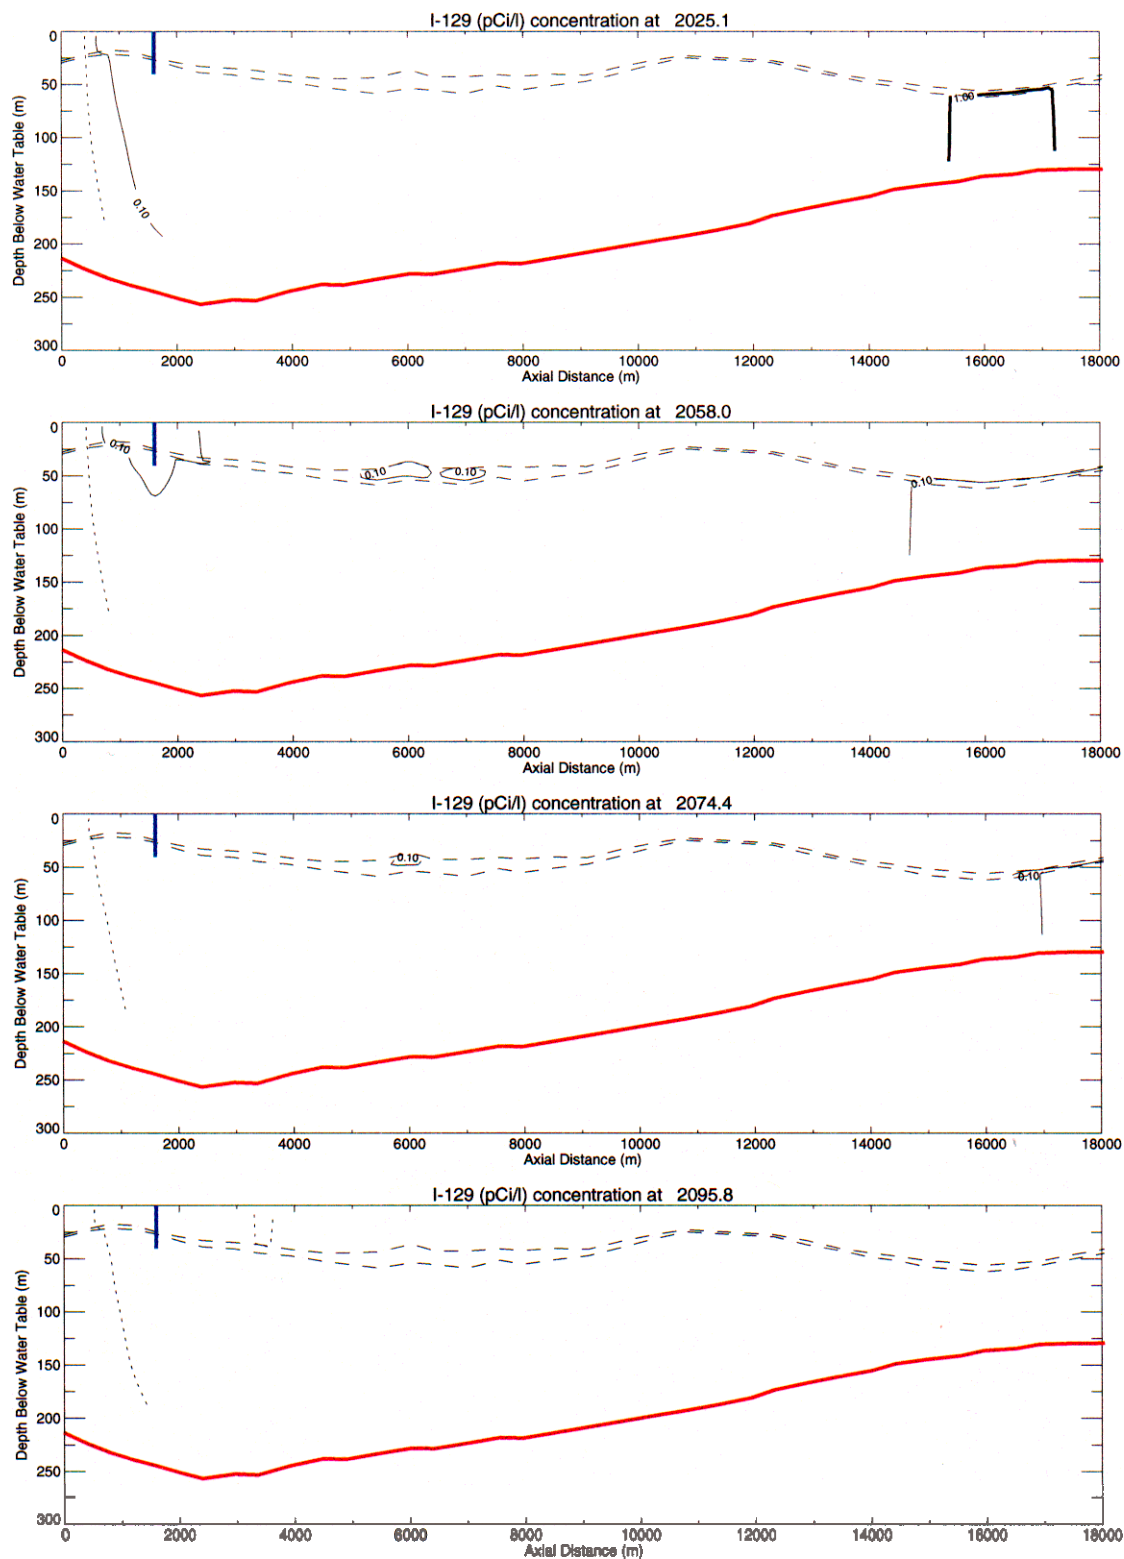 I-129 (pCi/l) concentration at 2025.1
0
50
100
150
200
250
300
Depth Below Water Table (m)
1.00
0.10
0 2000 4000 6000 8000 10000 12000 14000 16000 18000
Axial Distance (m)
I-129 (pCi/l) concentration at 2058.0
0
50
100
150
200
250
300
Depth Below Water Table (m)
0.10
0.10
0.10
0.10
0 2000 4000 6000 8000 10000 12000 14000 16000 18000
Axial Distance (m)
I-129 (pCi/l) concentration at 2074.4
0
50
100
150
200
250
300
Depth Below Water Table (m)
0.10
0.10
0 2000 4000 6000 8000 10000 12000 14000 16000 18000
Axial Distance (m)
I-129 (pCi/l) concentration at 2095.8
0
50
100
150
200
250
300
Depth Below Water Table (m)
0 2000 4000 6000 8000 10000 12000 14000 16000 18000
Axial Distance (m)